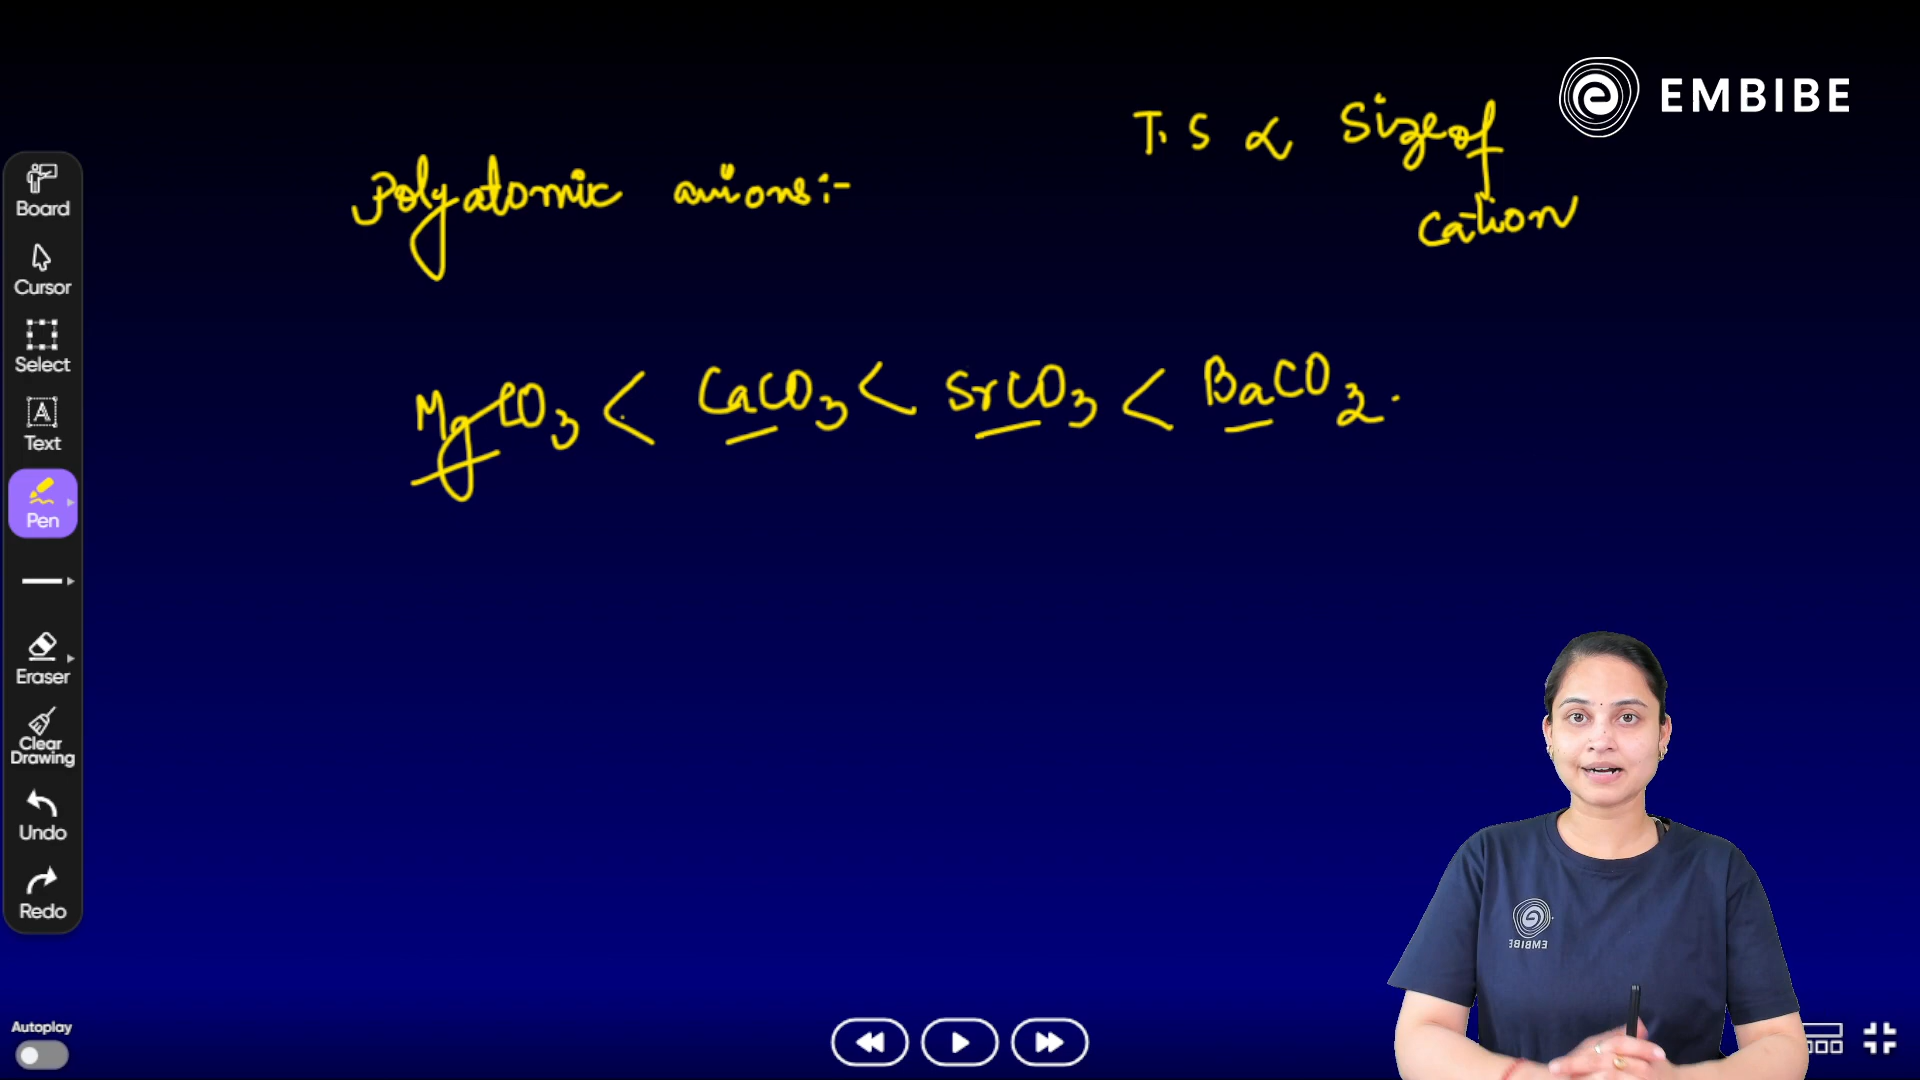 EMBIBE
T.S ∝ Size of
cation
Polyatomic anions:-
MgCO3 < CaCO3 < SrCO3 < BaCO3.
Board
Cursor
Select
Text
Pen
Eraser
Clear
Drawing
Undo
Redo
EMBIBE
Autoplay